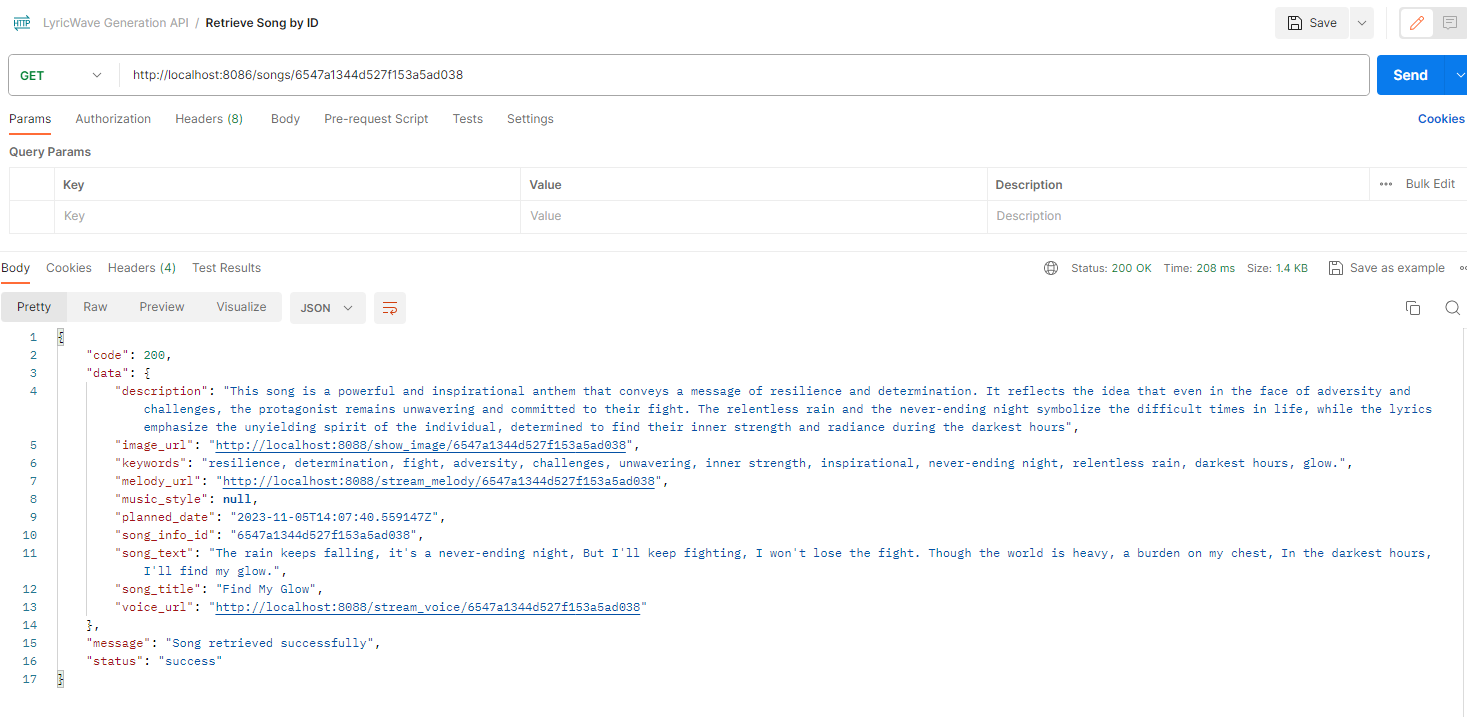 HTTP LyricWave Generation API / Retrieve Song by ID Save
GET http://localhost:8086/songs/6547a1344d527f153a5ad038 Send
Params Authorization Headers (8) Body Pre-request Script Tests Settings Cookies
Query Params
Key Value Description ••• Bulk Edit
Key Value Description
Body Cookies Headers (4) Test Results Status: 200 OK Time: 208 ms Size: 1.4 KB Save as example
Pretty Raw Preview Visualize JSON
1 {
2 "code": 200,
3 "data": {
4 "description": "This song is a powerful and inspirational anthem that conveys a message of resilience and determination. It reflects the idea that even in the face of adversity and
challenges, the protagonist remains unwavering and committed to their fight. The relentless rain and the never-ending night symbolize the difficult times in life, while the lyrics
emphasize the unyielding spirit of the individual, determined to find their inner strength and radiance during the darkest hours",
5 "image_url": "http://localhost:8088/show_image/6547a1344d527f153a5ad038",
6 "keywords": "resilience, determination, fight, adversity, challenges, unwavering, inner strength, inspirational, never-ending night, relentless rain, darkest hours, glow.",
7 "melody_url": "http://localhost:8088/stream_melody/6547a1344d527f153a5ad038",
8 "music_style": null,
9 "planned_date": "2023-11-05T14:07:40.559147Z",
10 "song_info_id": "6547a1344d527f153a5ad038",
11 "song_text": "The rain keeps falling, it's a never-ending night, But I'll keep fighting, I won't lose the fight. Though the world is heavy, a burden on my chest, In the darkest hours,
I'll find my glow.",
12 "song_title": "Find My Glow",
13 "voice_url": "http://localhost:8088/stream_voice/6547a1344d527f153a5ad038"
14 },
15 "message": "Song retrieved successfully",
16 "status": "success"
17 }